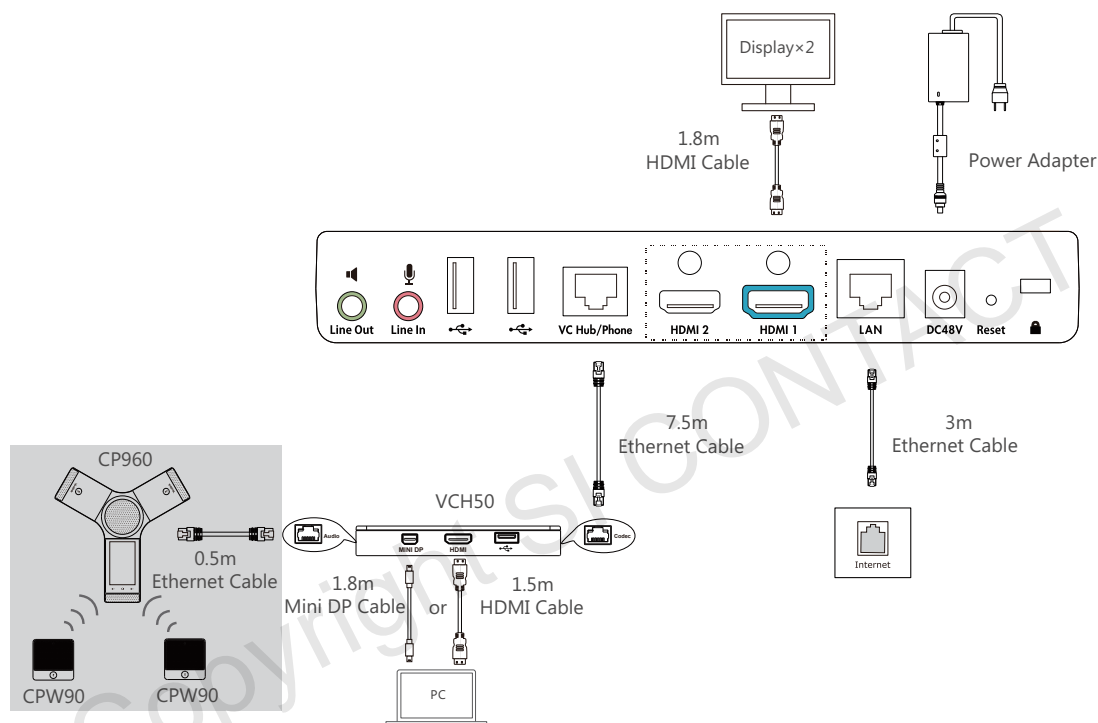 Display×2
1.8m
HDMI Cable
Power Adapter
Line Out
Line In
VC Hub/Phone
HDMI 2
HDMI 1
LAN
DC48V
Reset
7.5m
Ethernet Cable
3m
Ethernet Cable
CP960
VCH50
Audio
MINI DP
HDMI
Codec
Internet
0.5m
Ethernet Cable
1.8m
Mini DP Cable
or
1.5m
HDMI Cable
CPW90
CPW90
PC
Copyright SI CONTACT